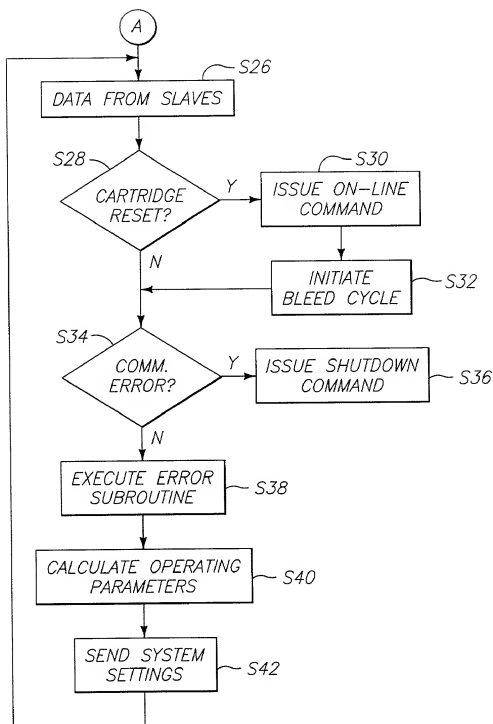 A
S26
DATA FROM SLAVES
S28
CARTRIDGE
RESET?
Y
S30
ISSUE ON-LINE
COMMAND
N
INITIATE
BLEED CYCLE
S32
S34
COMM.
ERROR?
Y
ISSUE SHUTDOWN
COMMAND
S36
N
EXECUTE ERROR
SUBROUTINE
S38
CALCULATE OPERATING
PARAMETERS
S40
SEND SYSTEM
SETTINGS
S42